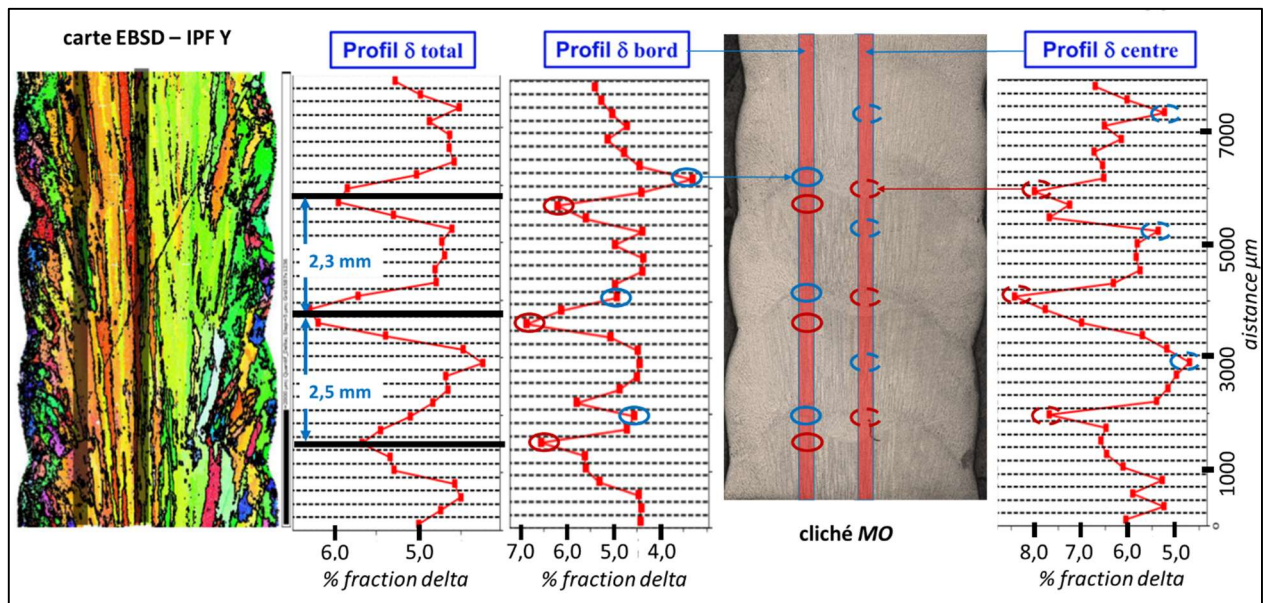 carte EBSD – IPF Y
Profil δ total
Profil δ bord
Profil δ centre
2,3 mm
2,5 mm
7000
5000
3000
1000
0
distance µm
6.0 5,0
% fraction delta
7,0 6,0 5,0 4,0
% fraction delta
cliché MO
8,0 7,0 6,0 5,0
% fraction delta